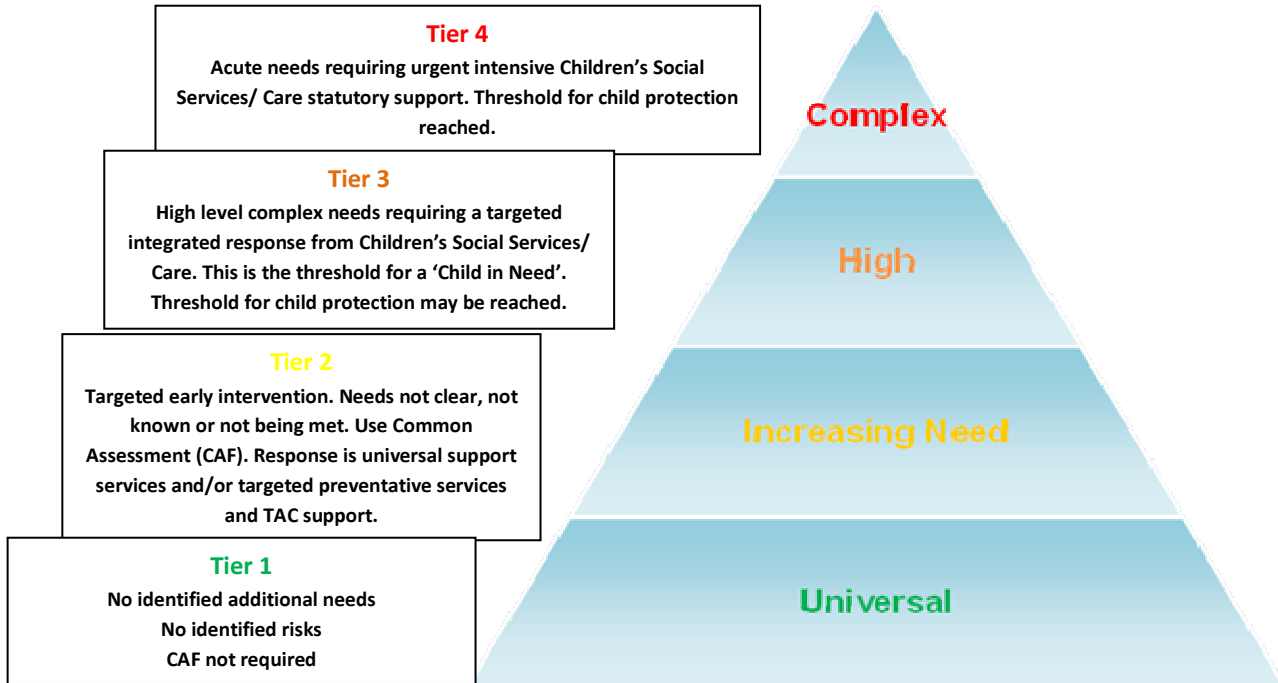 Tier 4
Acute needs requiring urgent intensive Children’s Social
Services/ Care statutory support. Threshold for child protection
reached.
Complex
Tier 3
High level complex needs requiring a targeted
integrated response from Children’s Social Services/
Care. This is the threshold for a ‘Child in Need’.
Threshold for child protection may be reached.
High
Tier 2
Targeted early intervention. Needs not clear, not
known or not being met. Use Common
Assessment (CAF). Response is universal support
services and/or targeted preventative services
and TAC support.
Increasing Need
Tier 1
No identified additional needs
No identified risks
CAF not required
Universal